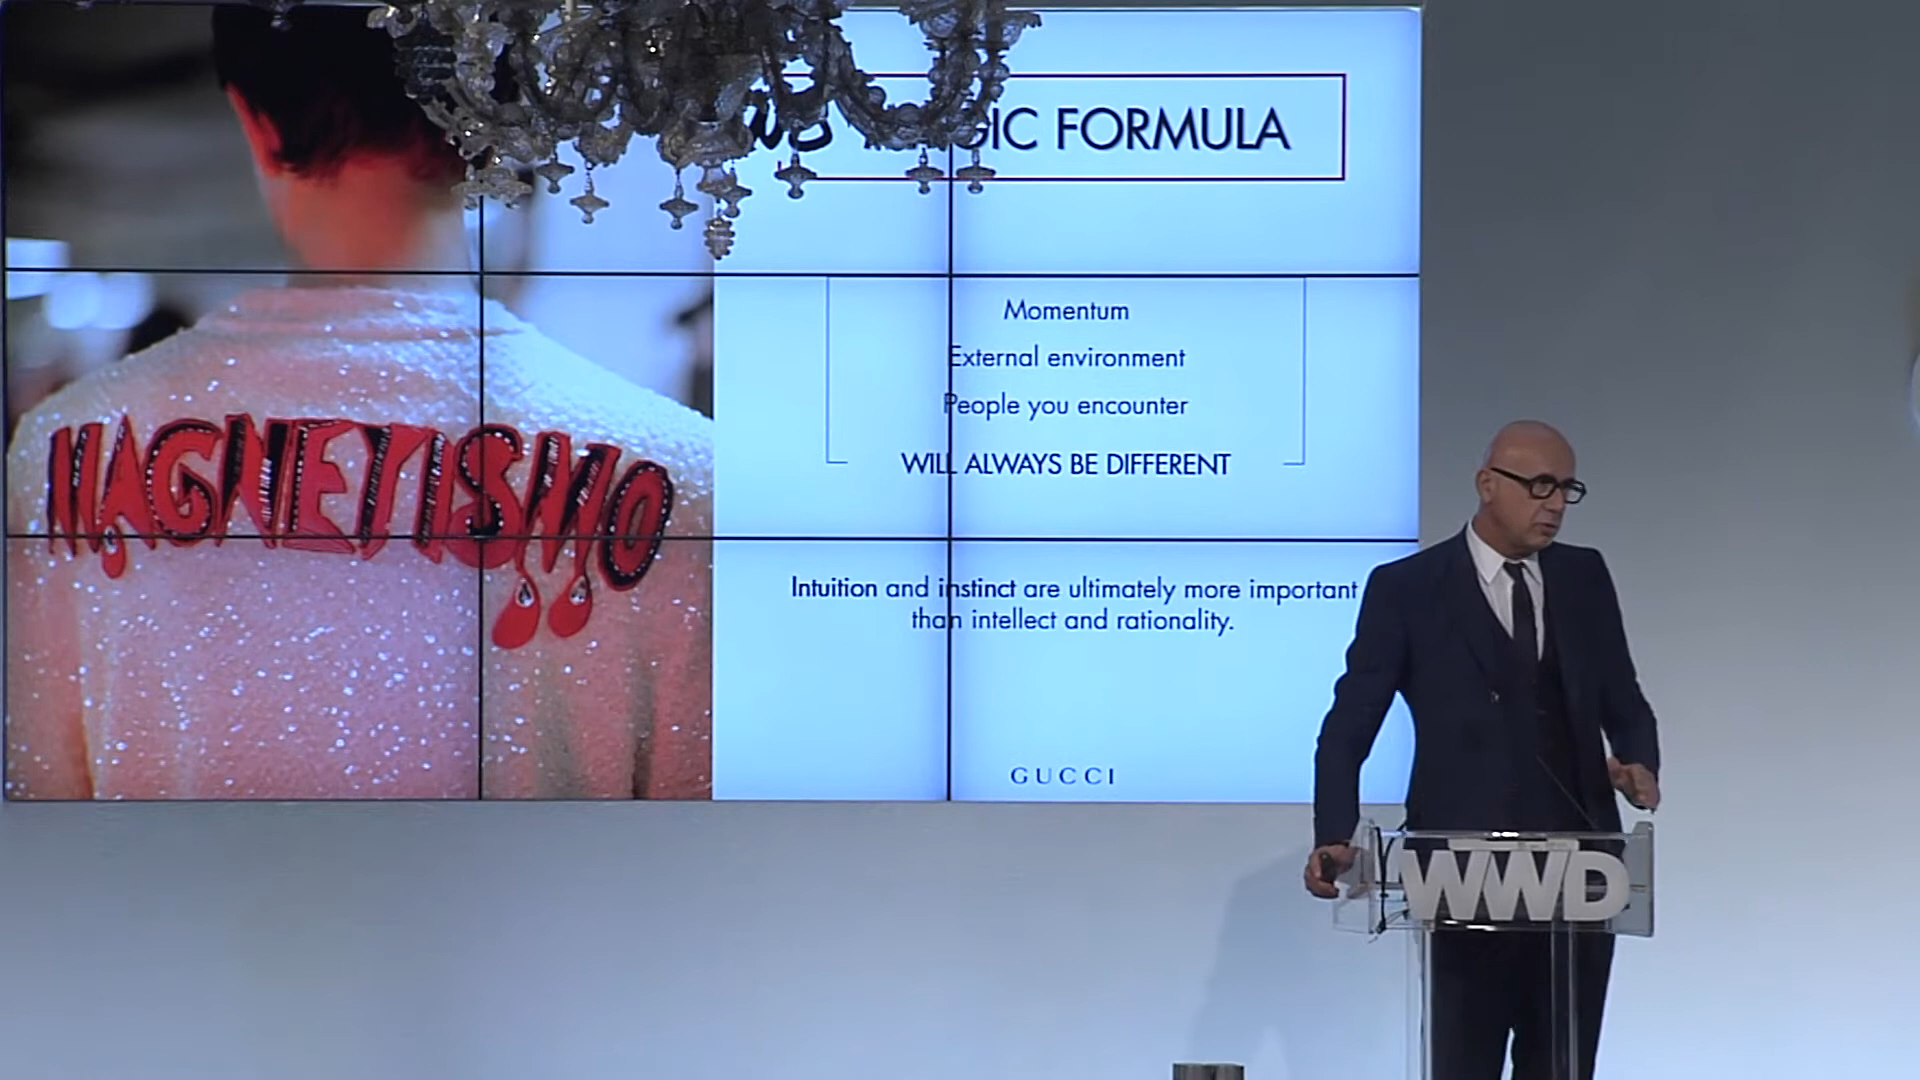 MAGNETISMO
FORMULA
Momentum
External environment
People you encounter
WILL ALWAYS BE DIFFERENT
Intuition and instinct are ultimately more important
than intellect and rationality.
GUCCI
WWD